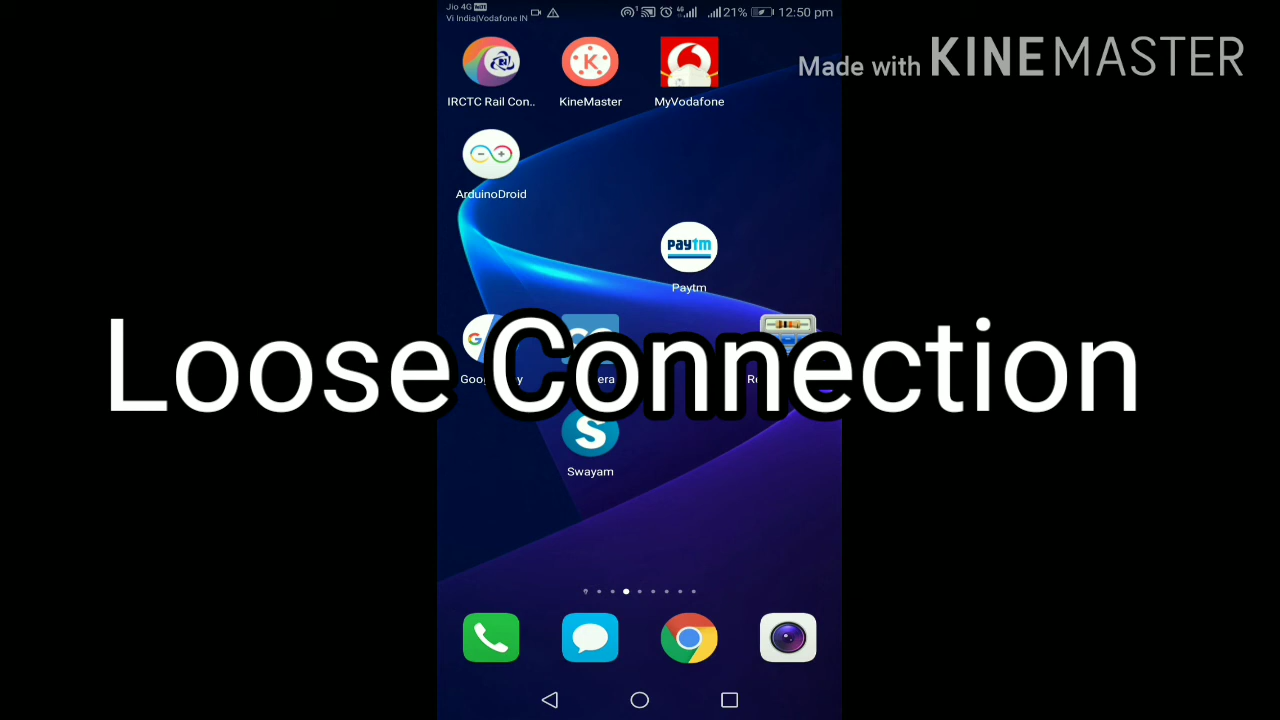 Jio 4G VoLTE
Vi India|Vodafone IN
21%
12:50 pm
Made with KINEMASTER
IRCTC Rail Con..
KineMaster
MyVodafone
ArduinoDroid
paytm
Paytm
Loose Connection
Swayam